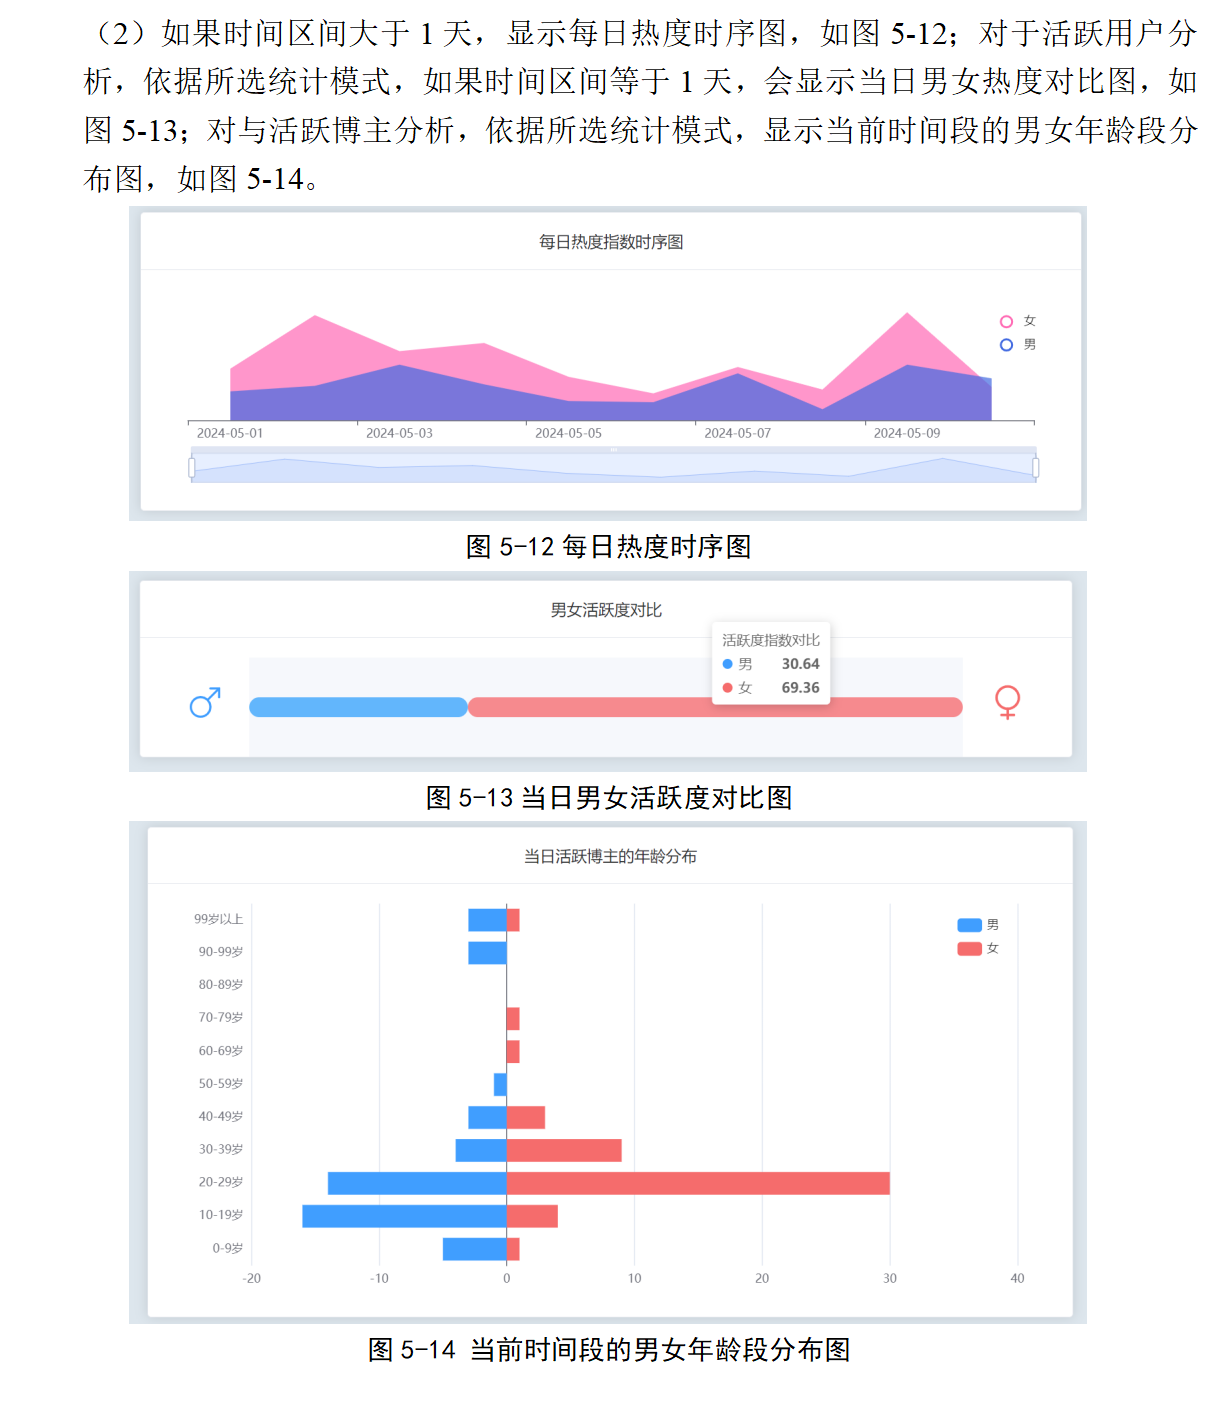 （2）如果时间区间大于 1 天，显示每日热度时序图，如图 5-12；对于活跃用户分
析，依据所选统计模式，如果时间区间等于 1 天，会显示当日男女热度对比图，如
图 5-13；对与活跃博主分析，依据所选统计模式，显示当前时间段的男女年龄段分
布图，如图 5-14。
每日热度指数时序图
女
男
2024-05-01 2024-05-03 2024-05-05 2024-05-07 2024-05-09
图 5-12 每日热度时序图
男女活跃度对比
活跃度指数对比
男 30.64
女 69.36
图 5-13 当日男女活跃度对比图
当日活跃博主的年龄分布
男
女
99岁以上
90-99岁
80-89岁
70-79岁
60-69岁
50-59岁
40-49岁
30-39岁
20-29岁
10-19岁
0-9岁
-20 -10 0 10 20 30 40
图 5-14 当前时间段的男女年龄段分布图